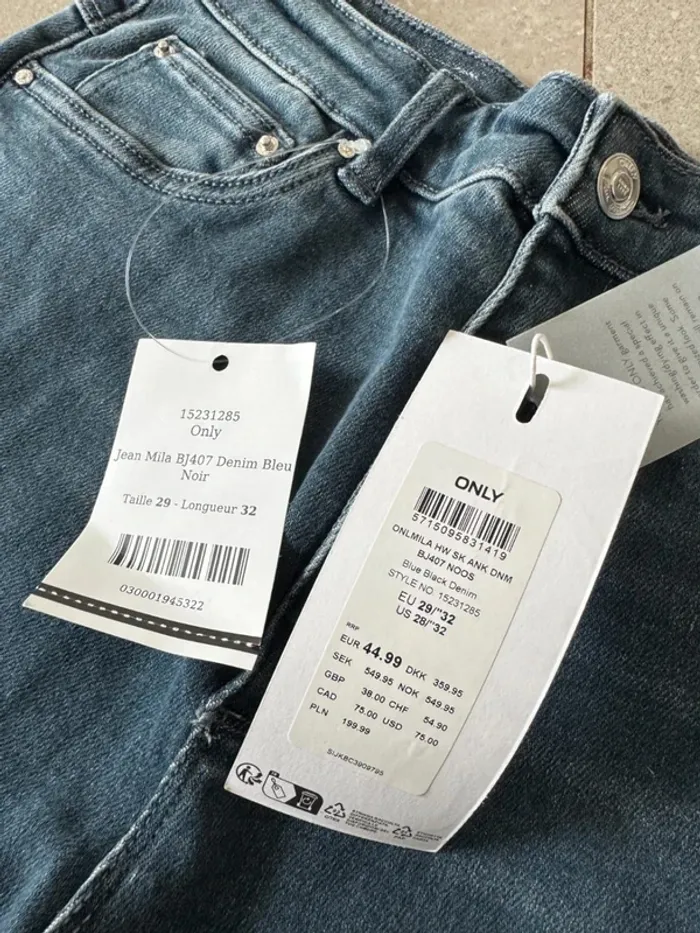 15231285
Only
Jean Mila BJ407 Denim Bleu
Noir
Taille 29 - Longueur 32
030001945322
ONLY
5715095831419
ONLMILA HW SK ANK DNM
BJ407 NOOS
Blue Black Denim
STYLE NO 15231285
EU 29/"32
US 28/"32
RRP
EUR 44.99 DKK 359.95
SEK 549.95 NOK 549.95
GBP 38.00 CHF 54.90
CAD 75.00 USD 75.00
PLN 199.99
SIJKBC3909795
ONLY garment